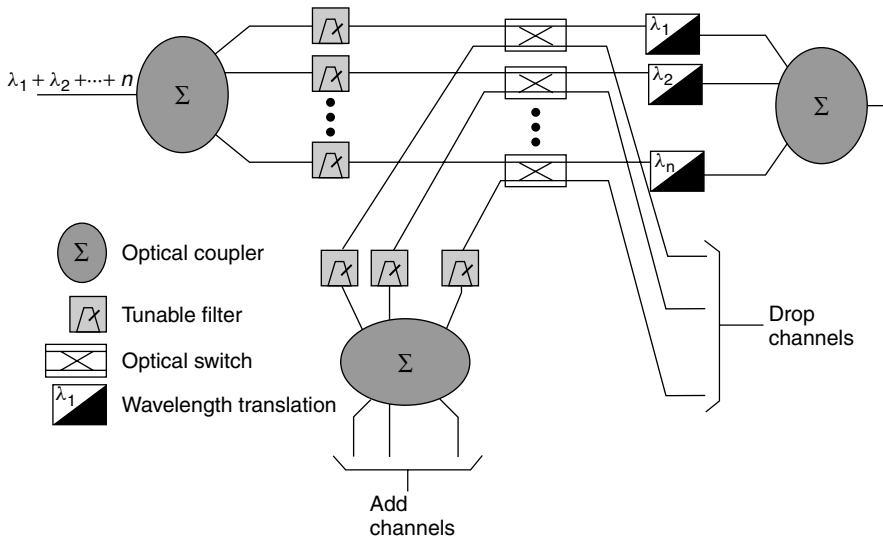 λ1 + λ2 +···+ n
Σ
λ1
λ2
λn
Σ
Σ
Optical coupler
Tunable filter
Optical switch
λ1
Wavelength translation
Σ
Drop
channels
Add
channels